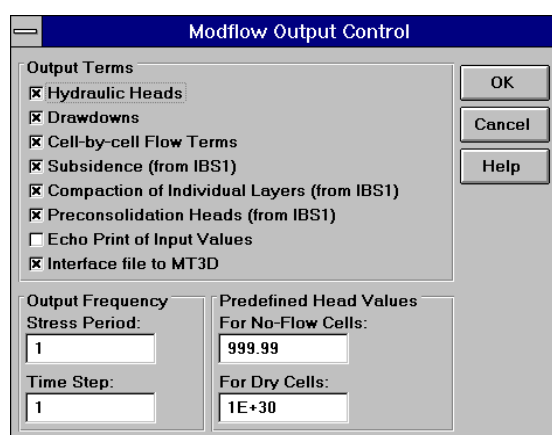 Modflow Output Control
Output Terms
Hydraulic Heads
Drawdowns
Cell-by-cell Flow Terms
Subsidence (from IBS1)
Compaction of Individual Layers (from IBS1)
Preconsolidation Heads (from IBS1)
Echo Print of Input Values
Interface file to MT3D
OK
Cancel
Help
Output Frequency
Stress Period:
1
Time Step:
1
Predefined Head Values
For No-Flow Cells:
999.99
For Dry Cells:
1E+30